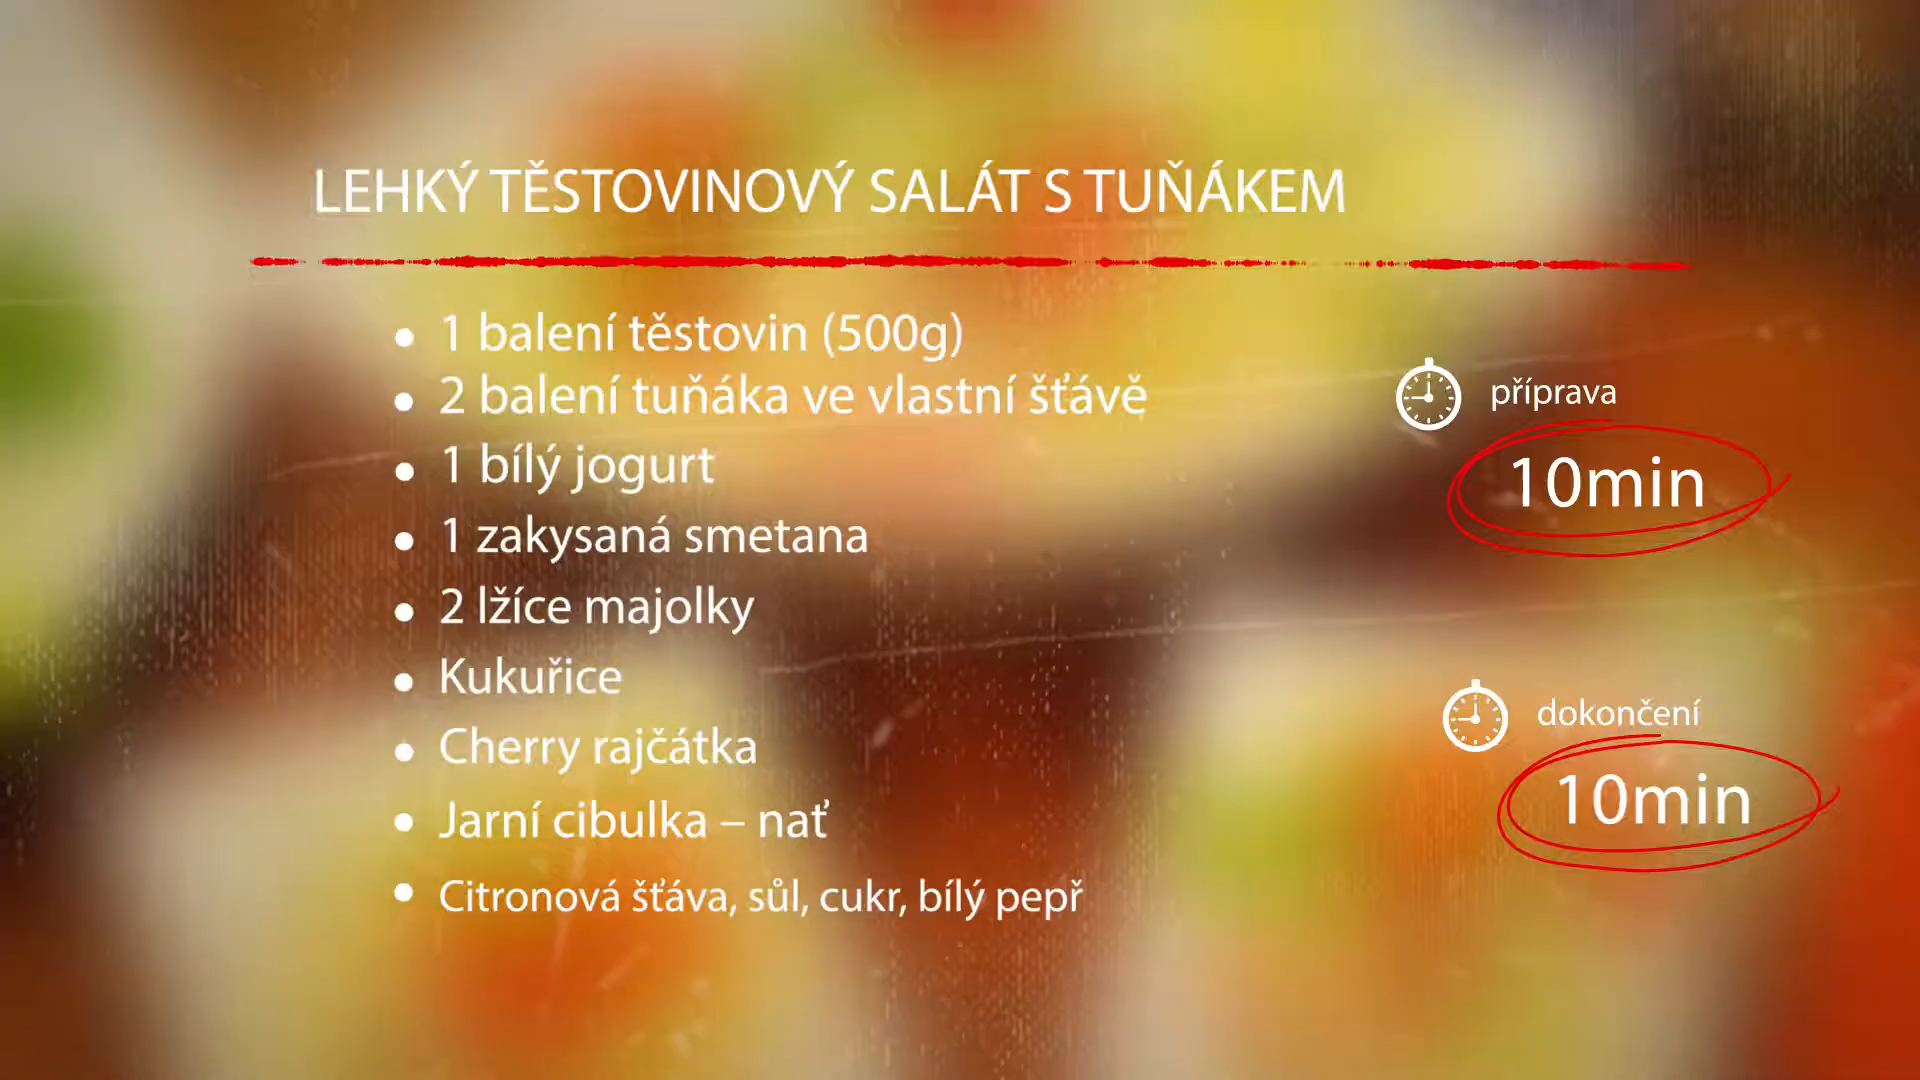 LEHKÝ TĚSTOVINOVÝ SALÁT S TUŇÁKEM
• 1 balení těstovin (500g)
• 2 balení tuňáka ve vlastní šťávě
• 1 bílý jogurt
• 1 zakysaná smetana
• 2 lžíce majolky
• Kukuřice
• Cherry rajčátka
• Jarní cibulka – nať
• Citronová šťáva, sůl, cukr, bílý pepř
příprava
10min
dokončení
10min